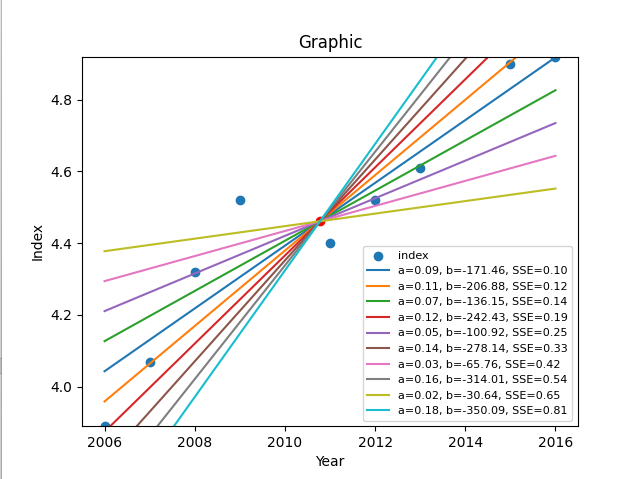 Graphic
4.8
4.6
4.4
4.2
4.0
Index
index
a=0.09, b=-171.46, SSE=0.10
a=0.11, b=-206.88, SSE=0.12
a=0.07, b=-136.15, SSE=0.14
a=0.12, b=-242.43, SSE=0.19
a=0.05, b=-100.92, SSE=0.25
a=0.14, b=-278.14, SSE=0.33
a=0.03, b=-65.76, SSE=0.42
a=0.16, b=-314.01, SSE=0.54
a=0.02, b=-30.64, SSE=0.65
a=0.18, b=-350.09, SSE=0.81
2006 2008 2010 2012 2014 2016
Year